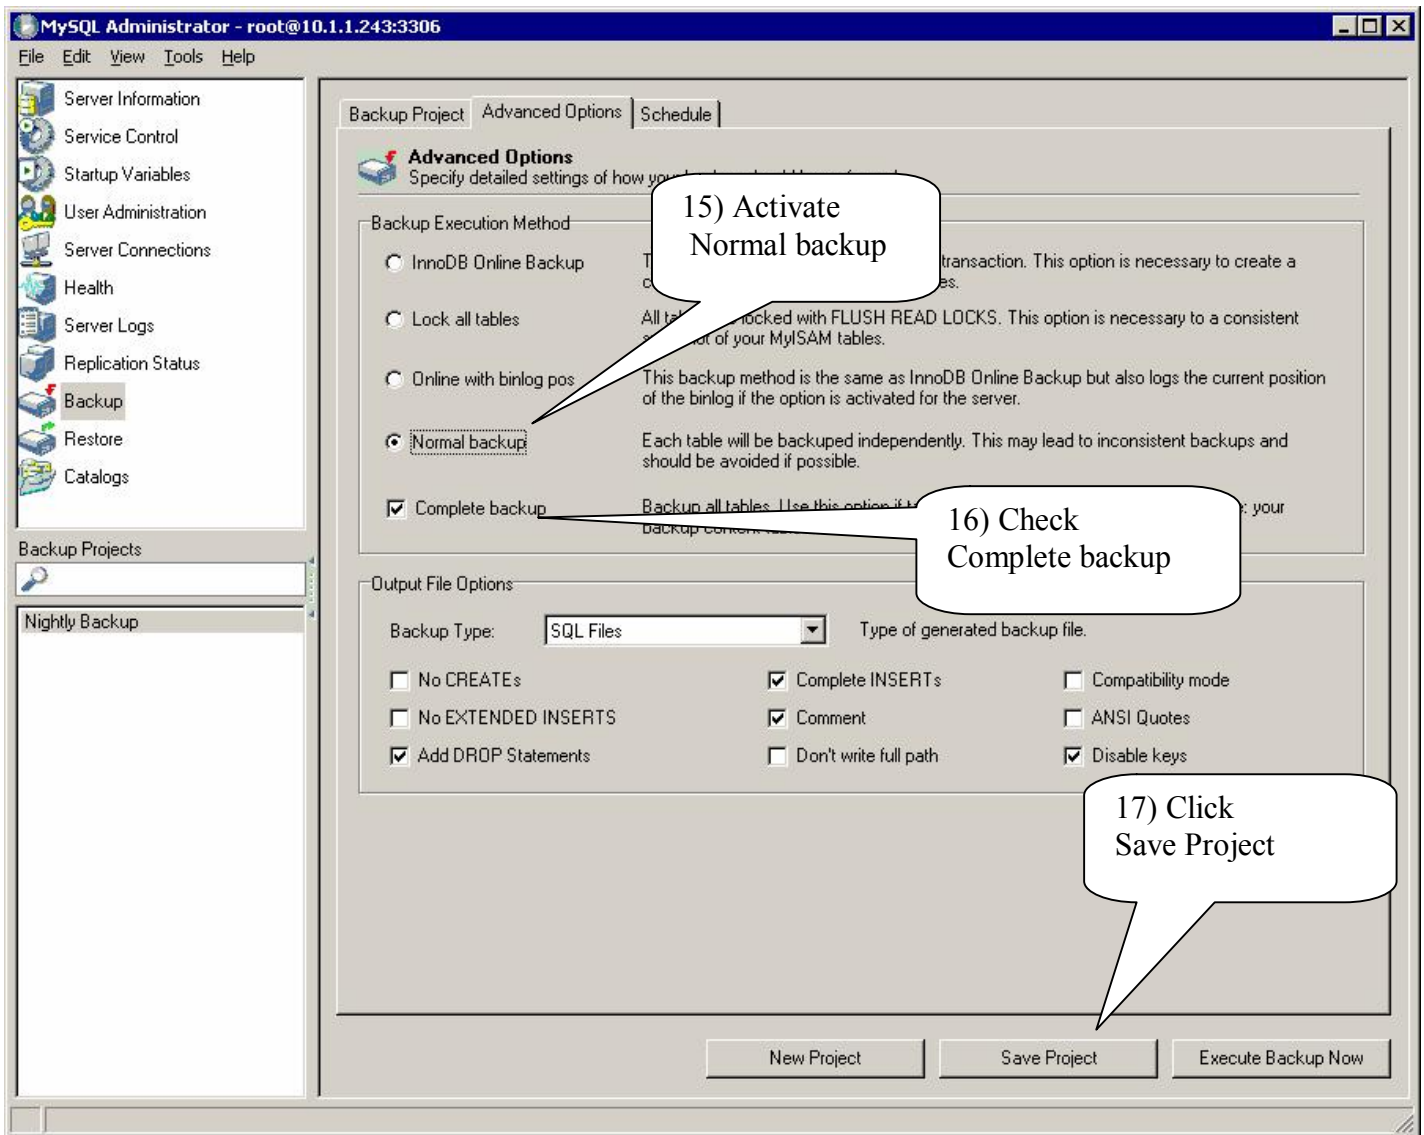 MySQL Administrator - root@10.1.1.243:3306
File Edit View Tools Help
Server Information
Service Control
Startup Variables
User Administration
Server Connections
Health
Server Logs
Replication Status
Backup
Restore
Catalogs
Backup Projects
Nightly Backup
Backup Project Advanced Options Schedule
Advanced Options
Specify detailed settings of how
15) Activate
Normal backup
Backup Execution Method
InnoDB Online Backup
transaction. This option is necessary to create a
Lock all tables
All locked with FLUSH READ LOCKS. This option is necessary to a consistent
of your MyISAM tables.
Online with binlog pos
This backup method is the same as InnoDB Online Backup but also logs the current position
of the binlog if the option is activated for the server.
Normal backup
Each table will be backuped independently. This may lead to inconsistent backups and
should be avoided if possible.
Complete backup
Backup all tables. Use this option if your
backup content
16) Check
Complete backup
Output File Options
Backup Type: SQL Files Type of generated backup file.
No CREATEs Complete INSERTs Compatibility mode
No EXTENDED INSERTS Comment ANSI Quotes
Add DROP Statements Don't write full path Disable keys
17) Click
Save Project
New Project Save Project Execute Backup Now